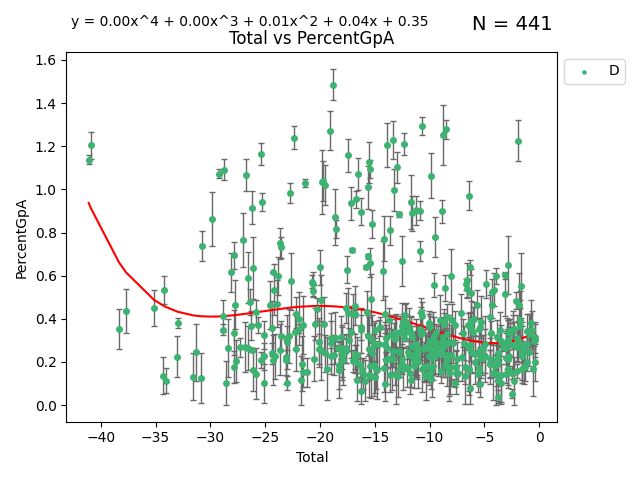 y = 0.00x^4 + 0.00x^3 + 0.01x^2 + 0.04x + 0.35
N = 441
Total vs PercentGpA
D
PercentGpA
1.6
1.4
1.2
1.0
0.8
0.6
0.4
0.2
0.0
−40 −35 −30 −25 −20 −15 −10 −5 0
Total